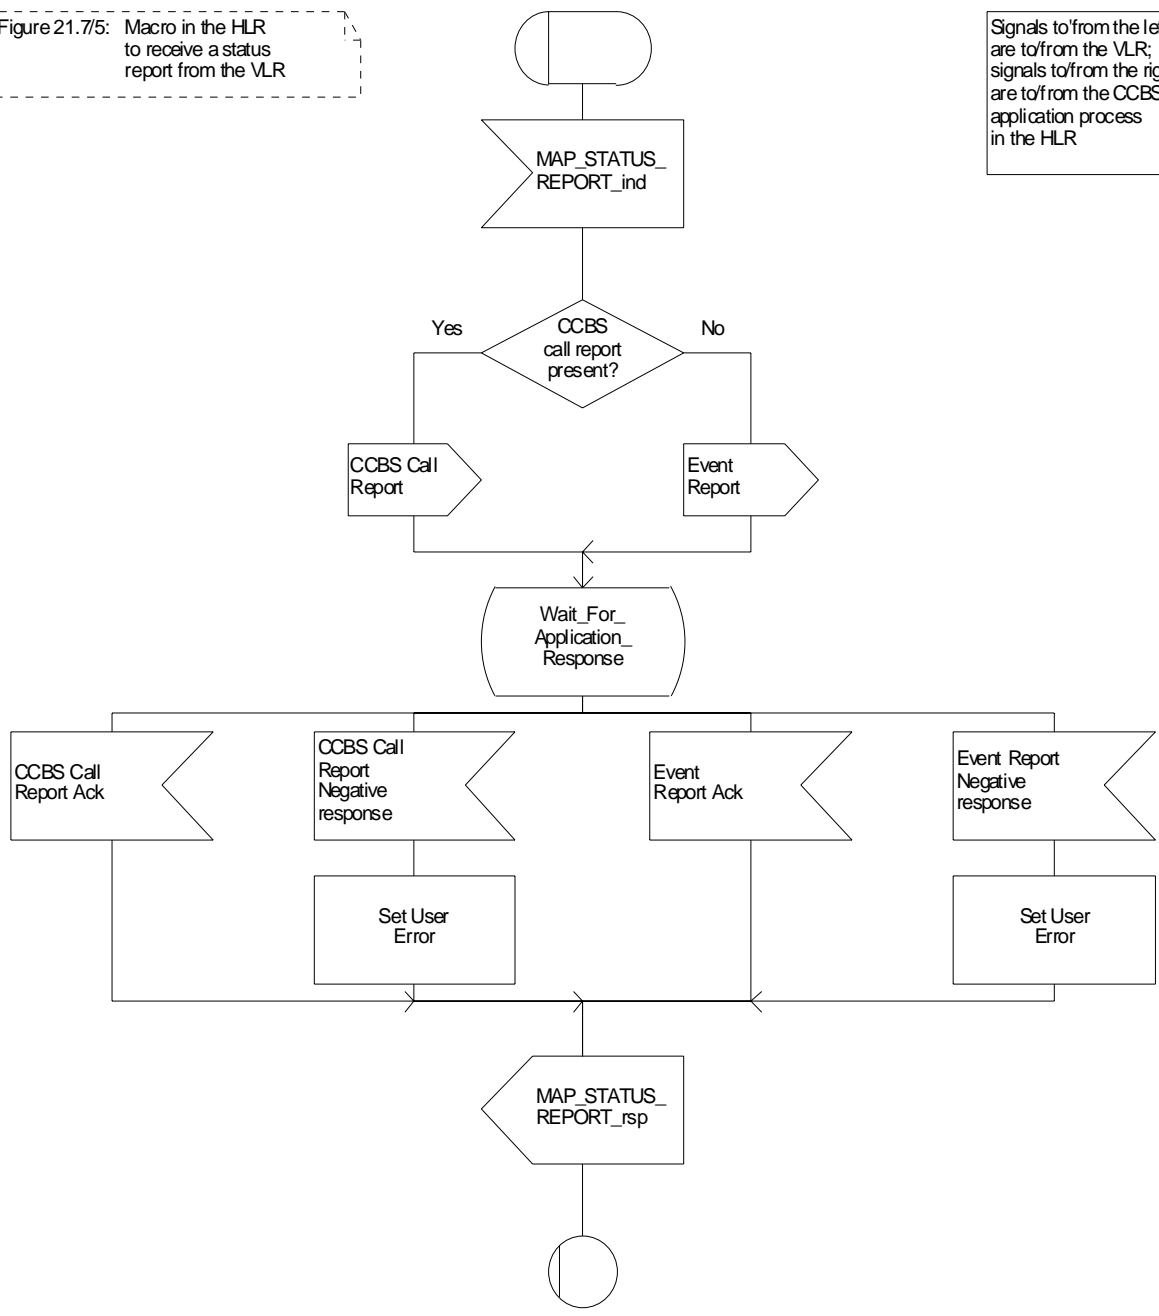 Figure 21.7/5: Macro in the HLR
to receive a status
report from the VLR
Signals to'from the le
are to/from the VLR;
signals to/from the rig
are to/from the CCBS
application process
in the HLR
MAP_STATUS_
REPORT_ind
Yes
CCBS
call report
present?
No
CCBS Call
Report
Event
Report
Wait_For_
Application_
Response
CCBS Call
Report Ack
CCBS Call
Report
Negative
response
Event
Report Ack
Event Report
Negative
response
Set User
Error
Set User
Error
MAP_STATUS_
REPORT_rsp